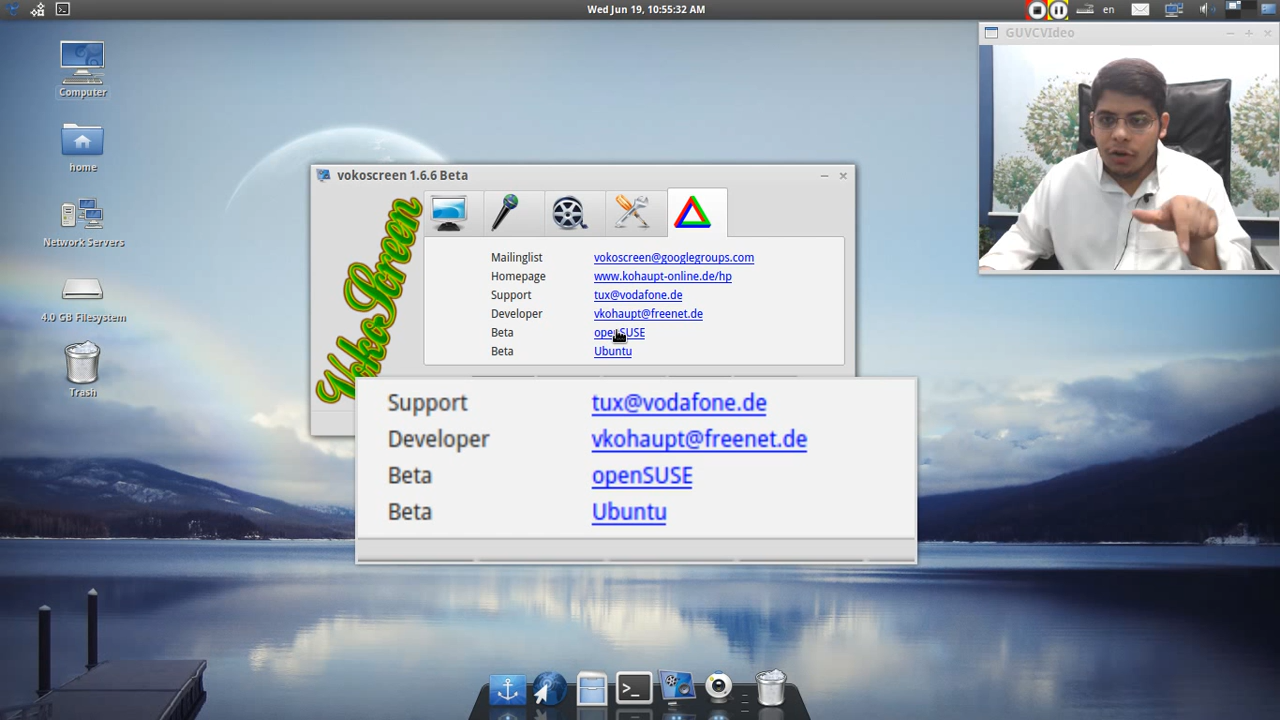 Wed Jun 19, 10:55:32 AM
en
GUVCVIdeo
Computer
home
Network Servers
4.0 GB Filesystem
Trash
vokoscreen 1.6.6 Beta
VokoScreen
Mailinglist vokoscreen@googlegroups.com
Homepage www.kohaupt-online.de/hp
Support tux@vodafone.de
Developer vkohaupt@freenet.de
Beta openSUSE
Beta Ubuntu
Support tux@vodafone.de
Developer vkohaupt@freenet.de
Beta openSUSE
Beta Ubuntu
>_